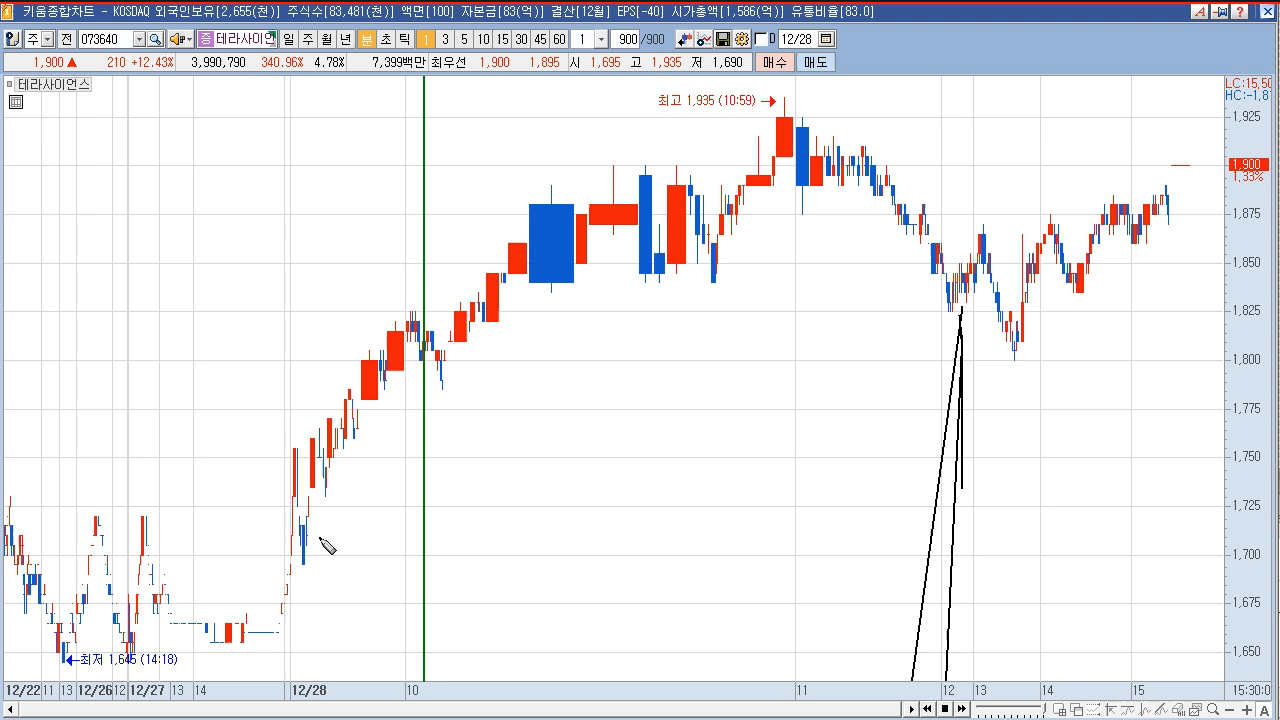 키움종합차트 - KOSDAQ 외국인보유[2,655(천)] 주식수[83,481(천)] 액면[100] 자본금[83(억)] 결산[12월] EPS[-40] 시가총액[1,586(억)] 유통비율[83.0]
주 전 073640 증 테라사이언 일 주 월 년 분 초 틱 1 3 5 10 15 30 45 60 1 900 /900 D 12/28
1,900 ▲ 210 +12.43% 3,990,790 340.96% 4.78% 7,399백만 최우선 1,900 1,895 시 1,695 고 1,935 저 1,690 매수 매도
테라사이언스
LC:15,50
HC:-1,8
최고 1,935 (10:59)
1,925
1,900
1,33%
1,875
1,850
1,825
1,800
1,775
1,750
1,725
1,700
1,675
1,650
최저 1,645 (14:18)
12/22 11 13 12/26 12 12/27 13 14 12/28 10 11 12 13 14 15 15:30:0
A